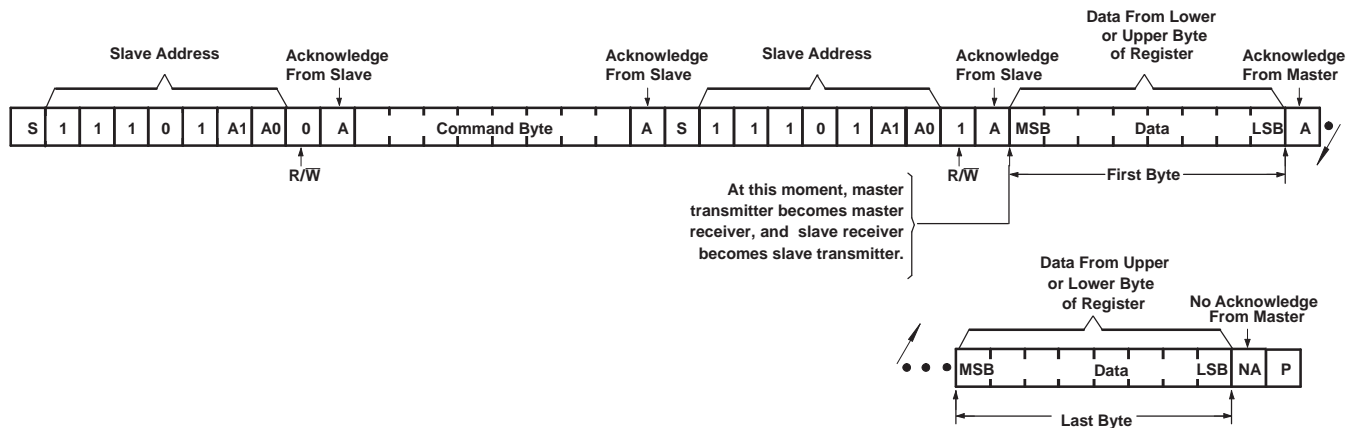 Slave Address
Acknowledge
From Slave
Acknowledge
From Slave
Slave Address
Acknowledge
From Slave
Data From Lower
or Upper Byte
of Register
Acknowledge
From Master
S 1 1 1 0 1 A1 A0 0 A Command Byte A S 1 1 1 0 1 A1 A0 1 A MSB Data LSB A
R/W̅
R/W̅
First Byte
At this moment, master
transmitter becomes master
receiver, and slave receiver
becomes slave transmitter.
Data From Upper
or Lower Byte
of Register
No Acknowledge
From Master
MSB Data LSB NA P
Last Byte